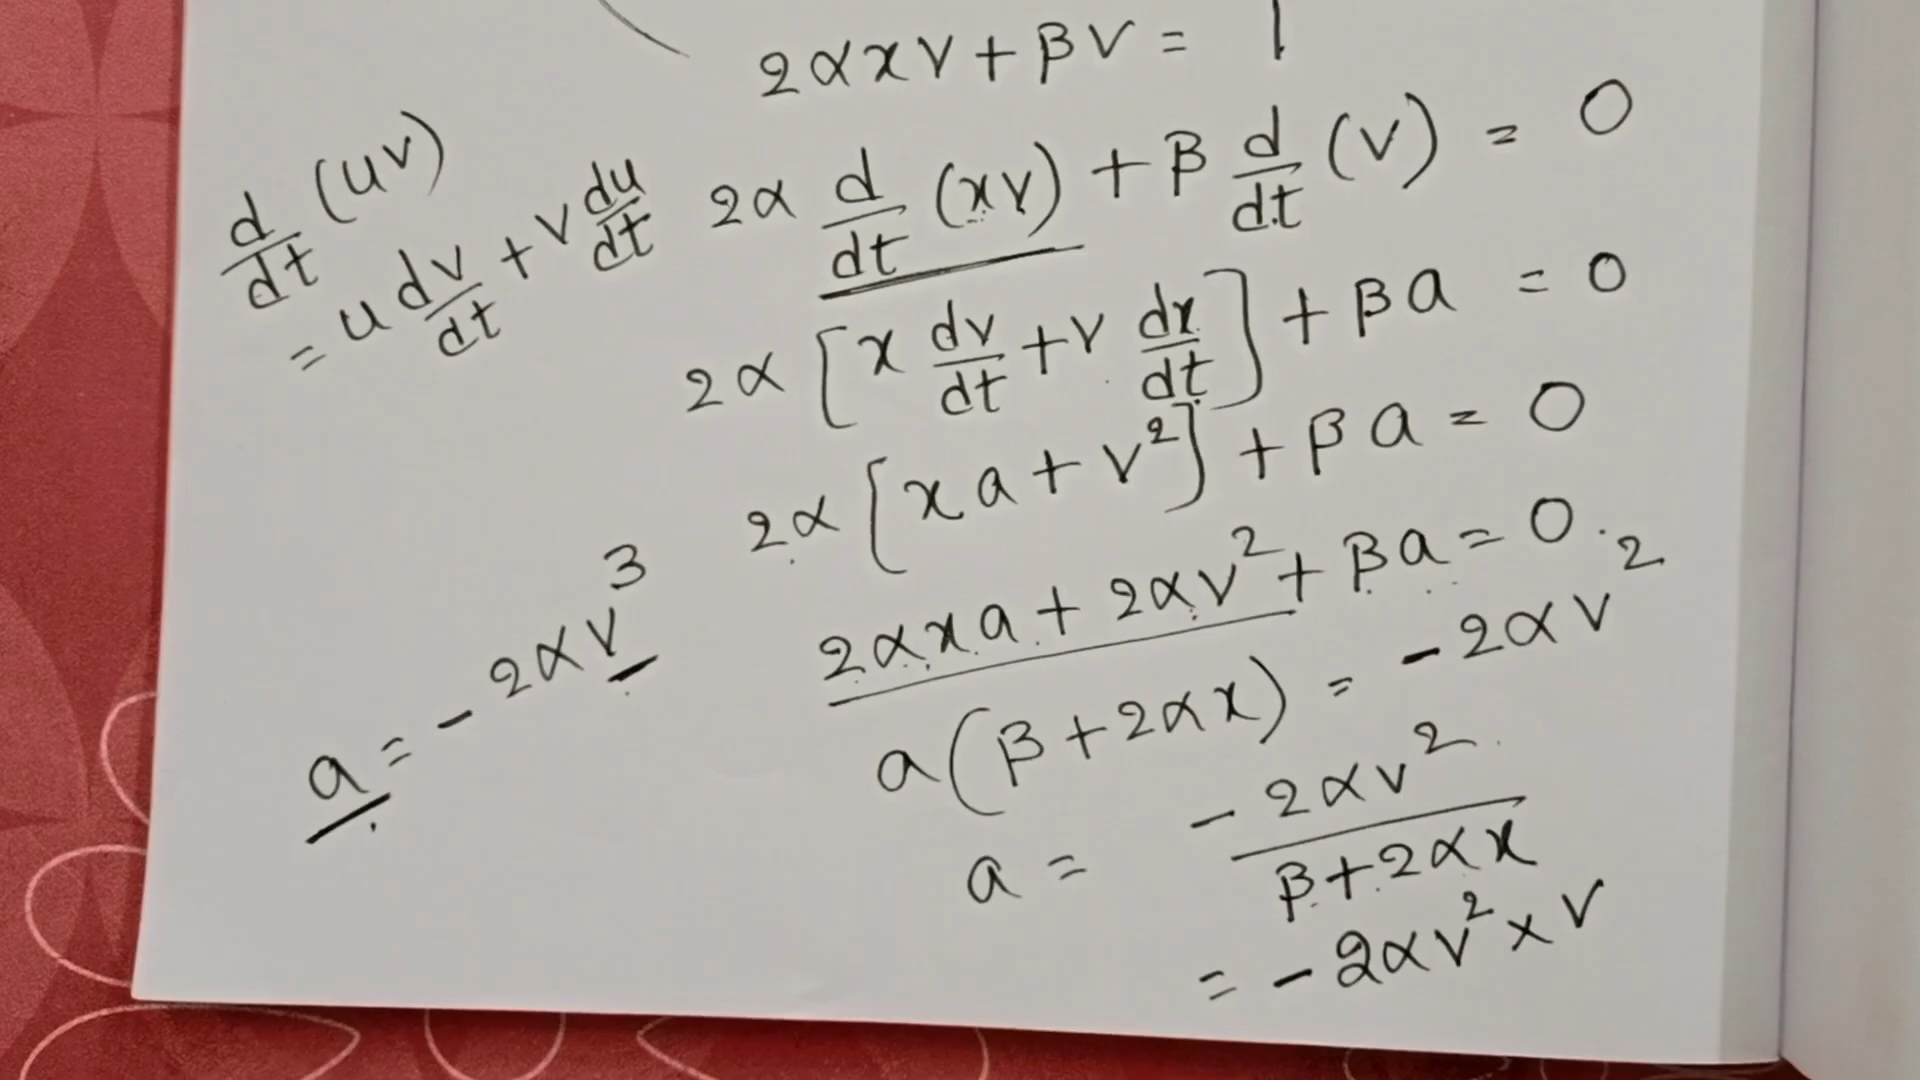 2αxv + βv = 1
d/dt (uv)
= u dv/dt + v du/dt
2α d/dt (xv) + β d/dt (v) = 0
2α [x dv/dt + v dx/dt] + βa = 0
2α [xa + v²] + βa = 0
2αxa + 2αv² + βa = 0.
a(β + 2αx) = -2αv²
a = -2αv² / β + 2αx
= -2αv² × v
a = -2αv³